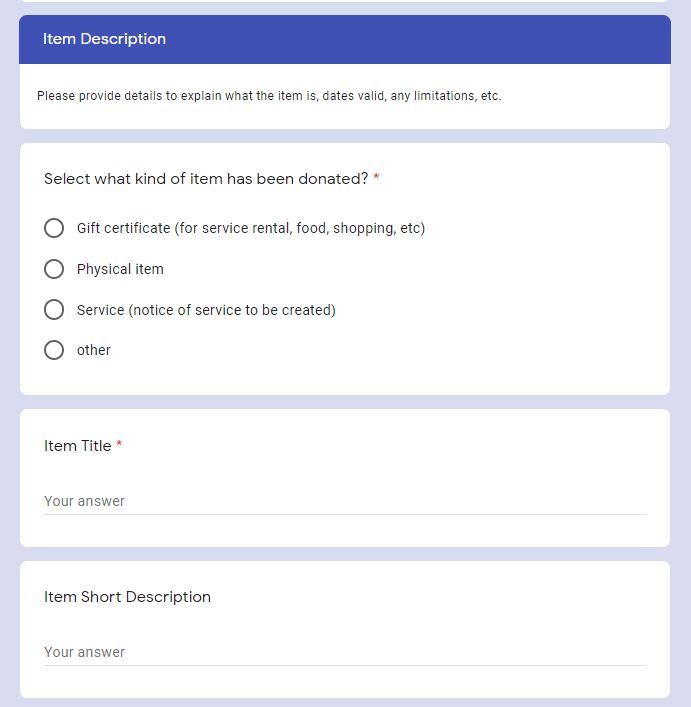 Item Description
Please provide details to explain what the item is, dates valid, any limitations, etc.
Select what kind of item has been donated? *
Gift certificate (for service rental, food, shopping, etc)
Physical item
Service (notice of service to be created)
other
Item Title *
Your answer
Item Short Description
Your answer